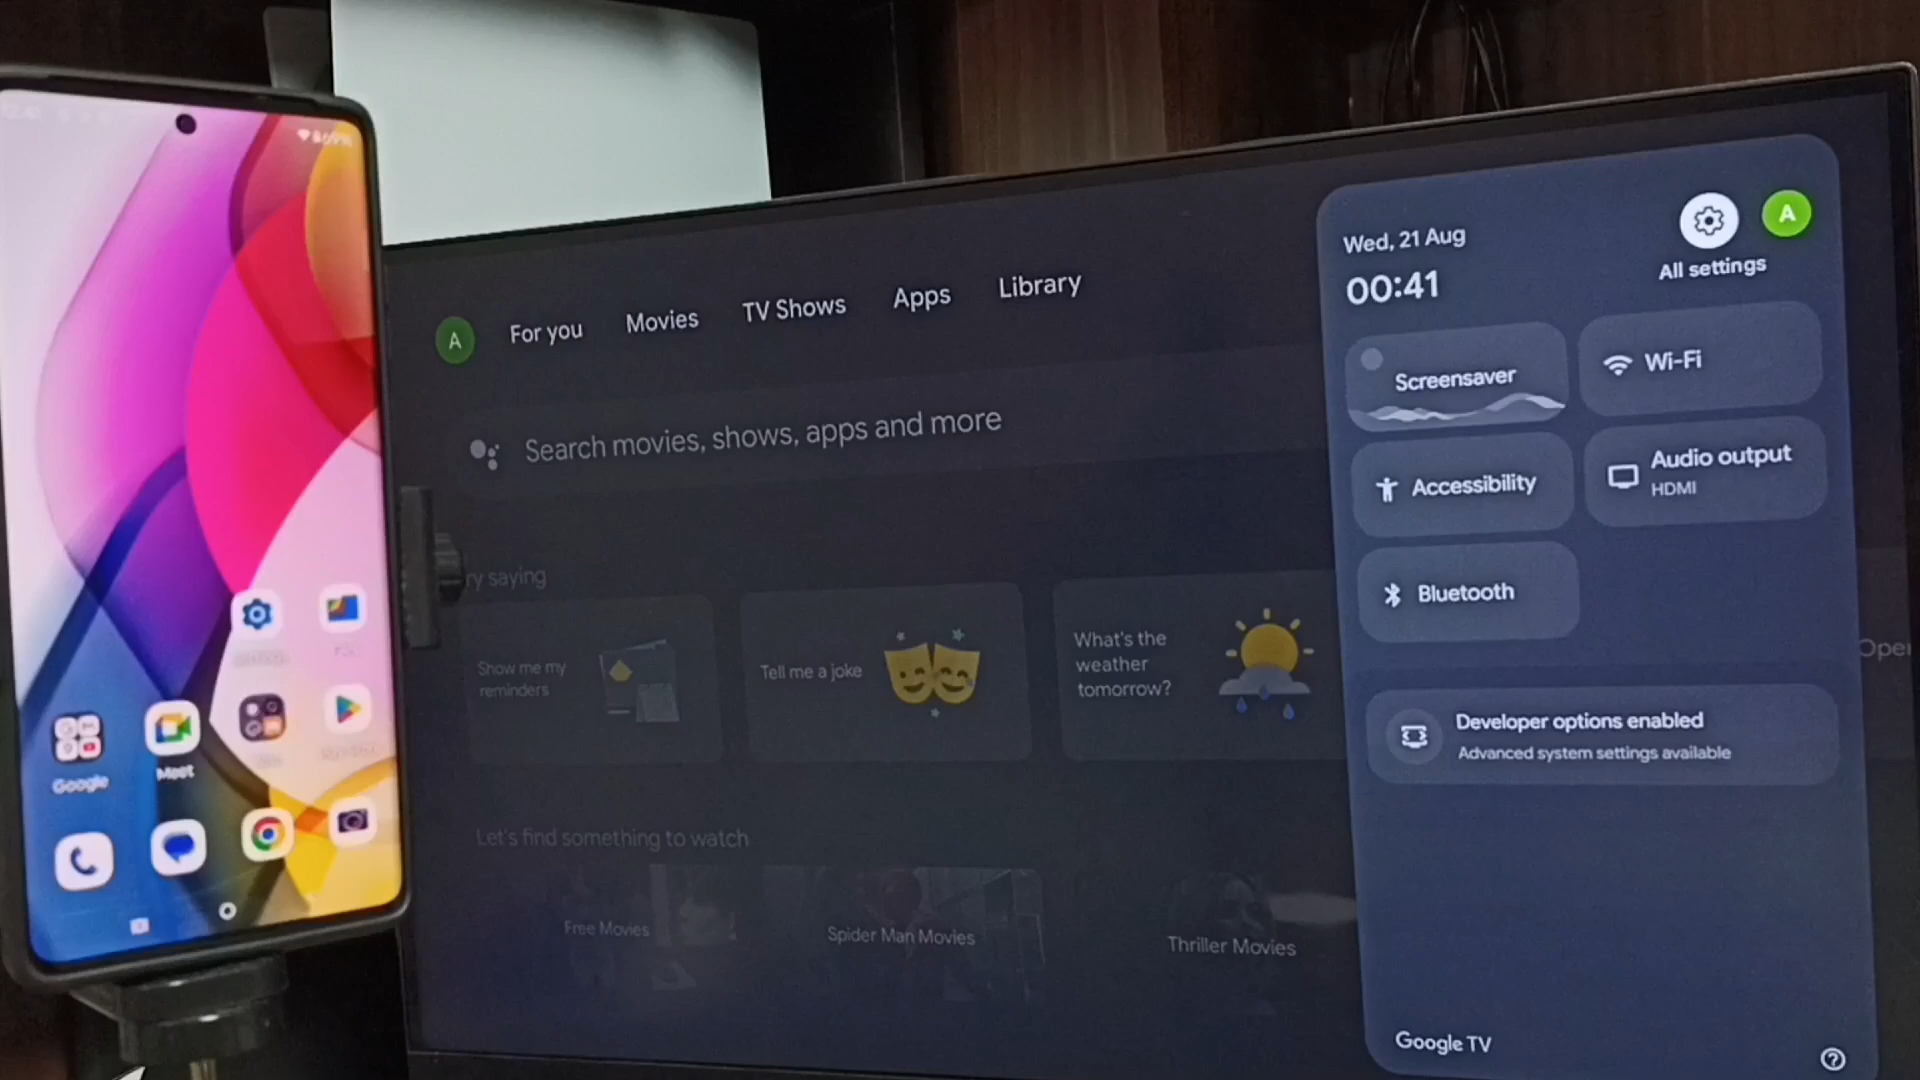 Google
Meet
A
For you
Movies
TV Shows
Apps
Library
Search movies, shows, apps and more
ry saying
Show me my
reminders
Tell me a joke
What's the
weather
tomorrow?
Let's find something to watch
Free Movies
Spider Man Movies
Thriller Movies
Wed, 21 Aug
00:41
A
All settings
Screensaver
Wi-Fi
Accessibility
Audio output
HDMI
Bluetooth
Developer options enabled
Advanced system settings available
Google TV
Oper